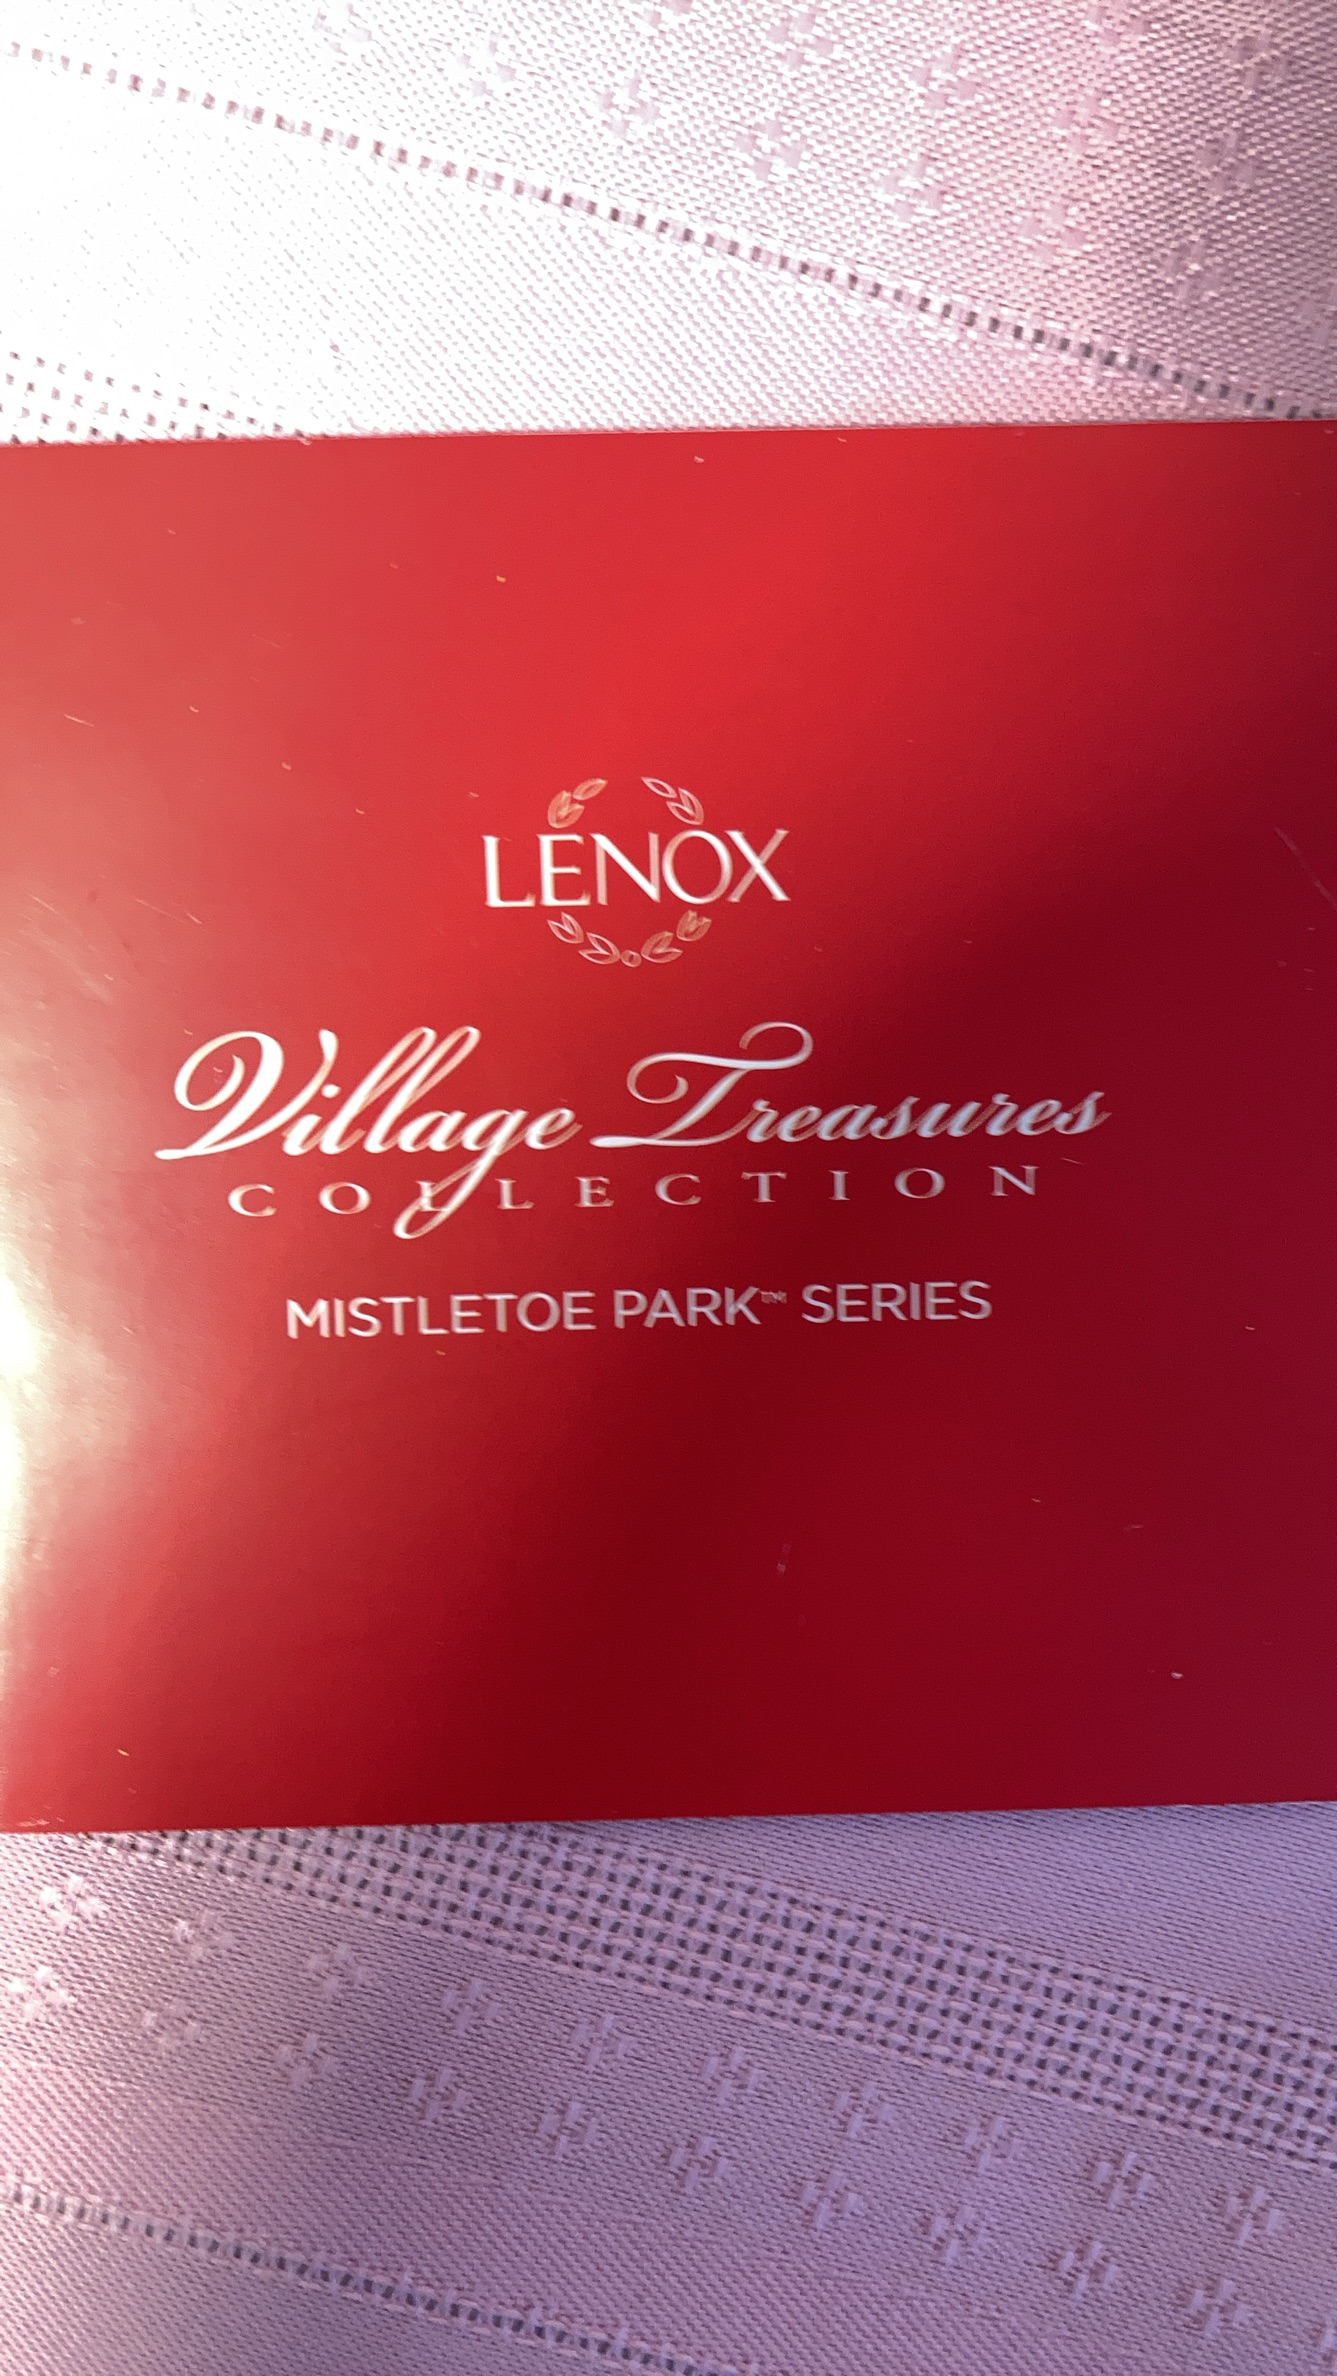 LENOX
Village Treasures
COLLECTION
MISTLETOE PARK™ SERIES